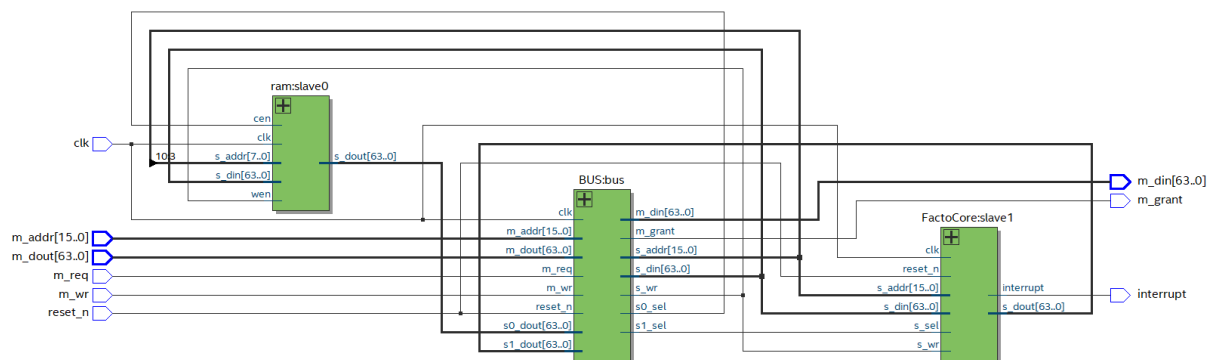 ram:slave0
cen
clk
clk
10:3
s_addr[7..0]
s_dout[63..0]
s_din[63..0]
wen
BUS:bus
clk
m_din[63..0]
m_addr[15..0]
m_addr[15..0]
m_grant
m_dout[63..0]
m_dout[63..0]
s_addr[15..0]
m_req
m_req
s_din[63..0]
m_wr
m_wr
s_wr
reset_n
reset_n
s0_sel
s0_dout[63..0]
s1_sel
s1_dout[63..0]
m_din[63..0]
m_grant
FactoCore:slave1
clk
reset_n
s_addr[15..0]
interrupt
interrupt
s_din[63..0]
s_dout[63..0]
s_sel
s_wr